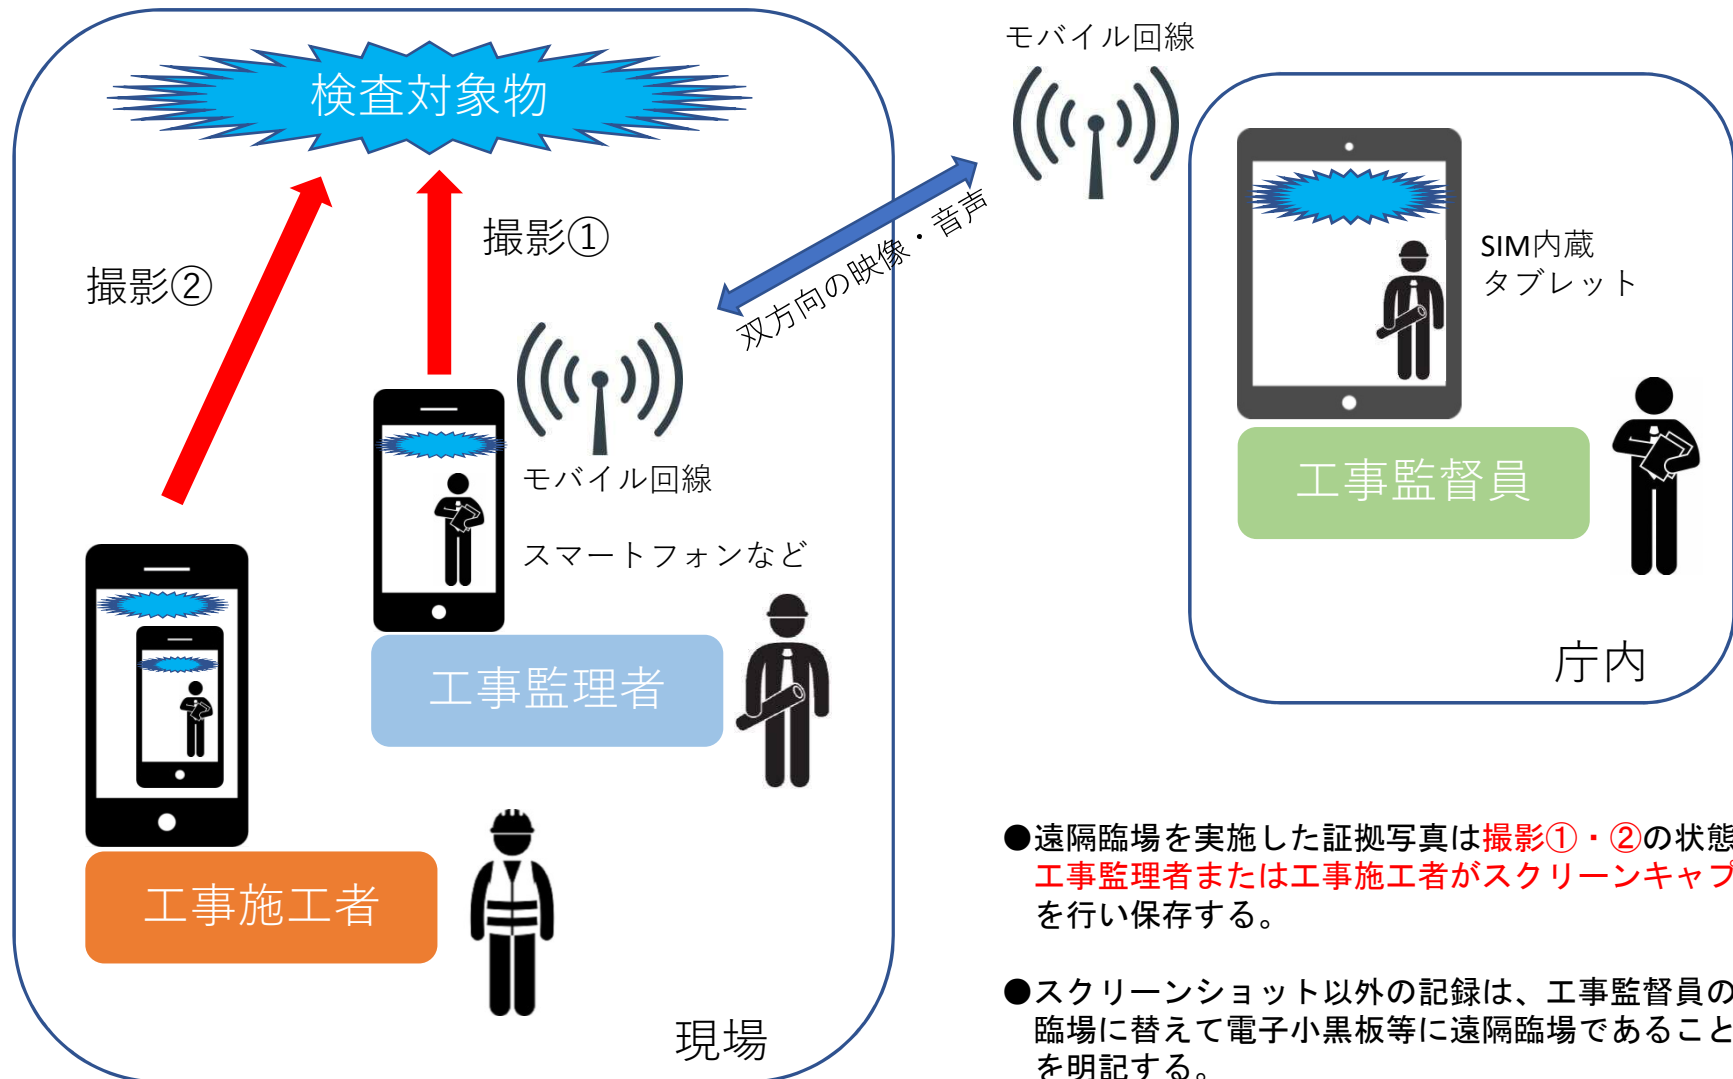 検査対象物
撮影①
撮影②
モバイル回線
スマートフォンなど
工事監理者
工事施工者
現場
双方向の映像・音声
モバイル回線
SIM内蔵
タブレット
工事監督員
庁内
●遠隔臨場を実施した証拠写真は撮影①・②の状態
工事監理者または工事施工者がスクリーンキャプ
を行い保存する。
●スクリーンショット以外の記録は、工事監督員の
臨場に替えて電子小黒板等に遠隔臨場であること
を明記する。